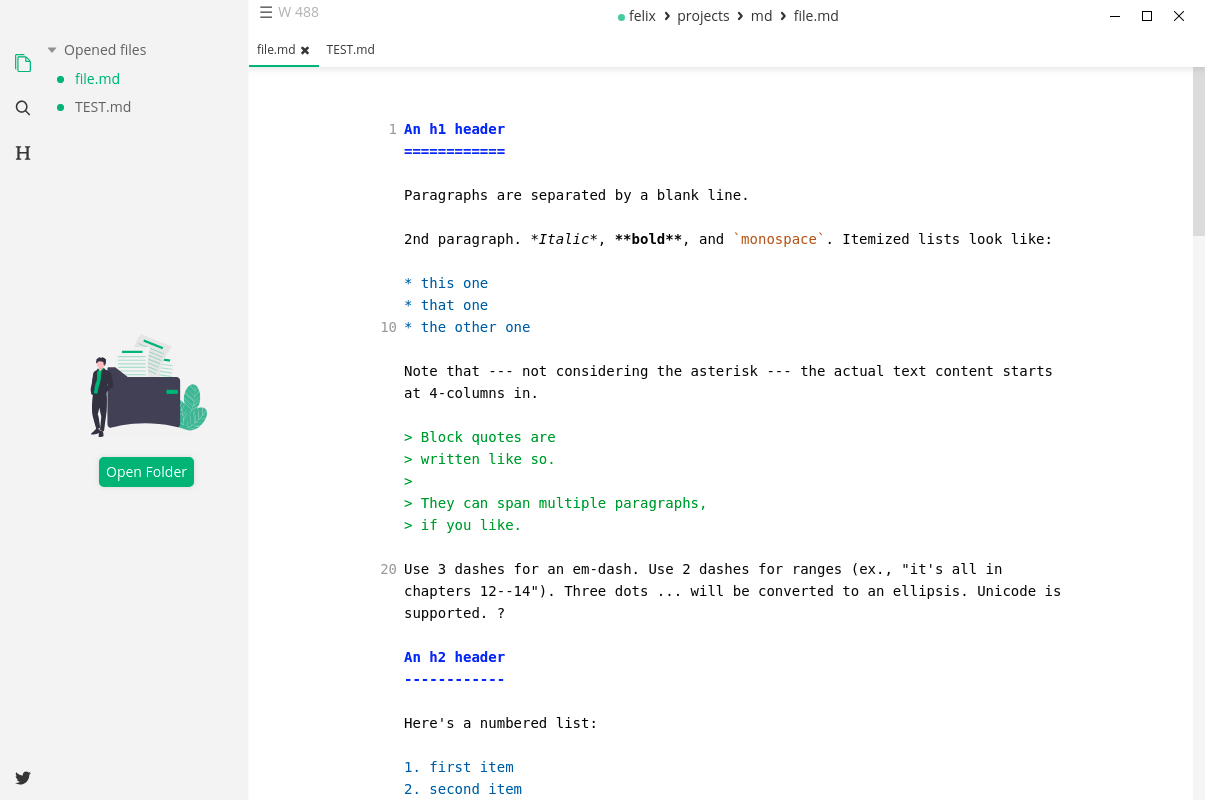 W 488
felix projects md file.md
Opened files
file.md
TEST.md
H
Open Folder
file.md TEST.md
1 An h1 header
============
Paragraphs are separated by a blank line.
2nd paragraph. *Italic*, **bold**, and `monospace`. Itemized lists look like:
* this one
* that one
10 * the other one
Note that --- not considering the asterisk --- the actual text content starts
at 4-columns in.
> Block quotes are
> written like so.
>
> They can span multiple paragraphs,
> if you like.
20 Use 3 dashes for an em-dash. Use 2 dashes for ranges (ex., "it's all in
chapters 12--14"). Three dots ... will be converted to an ellipsis. Unicode is
supported. ?
An h2 header
------------
Here's a numbered list:
1. first item
2. second item